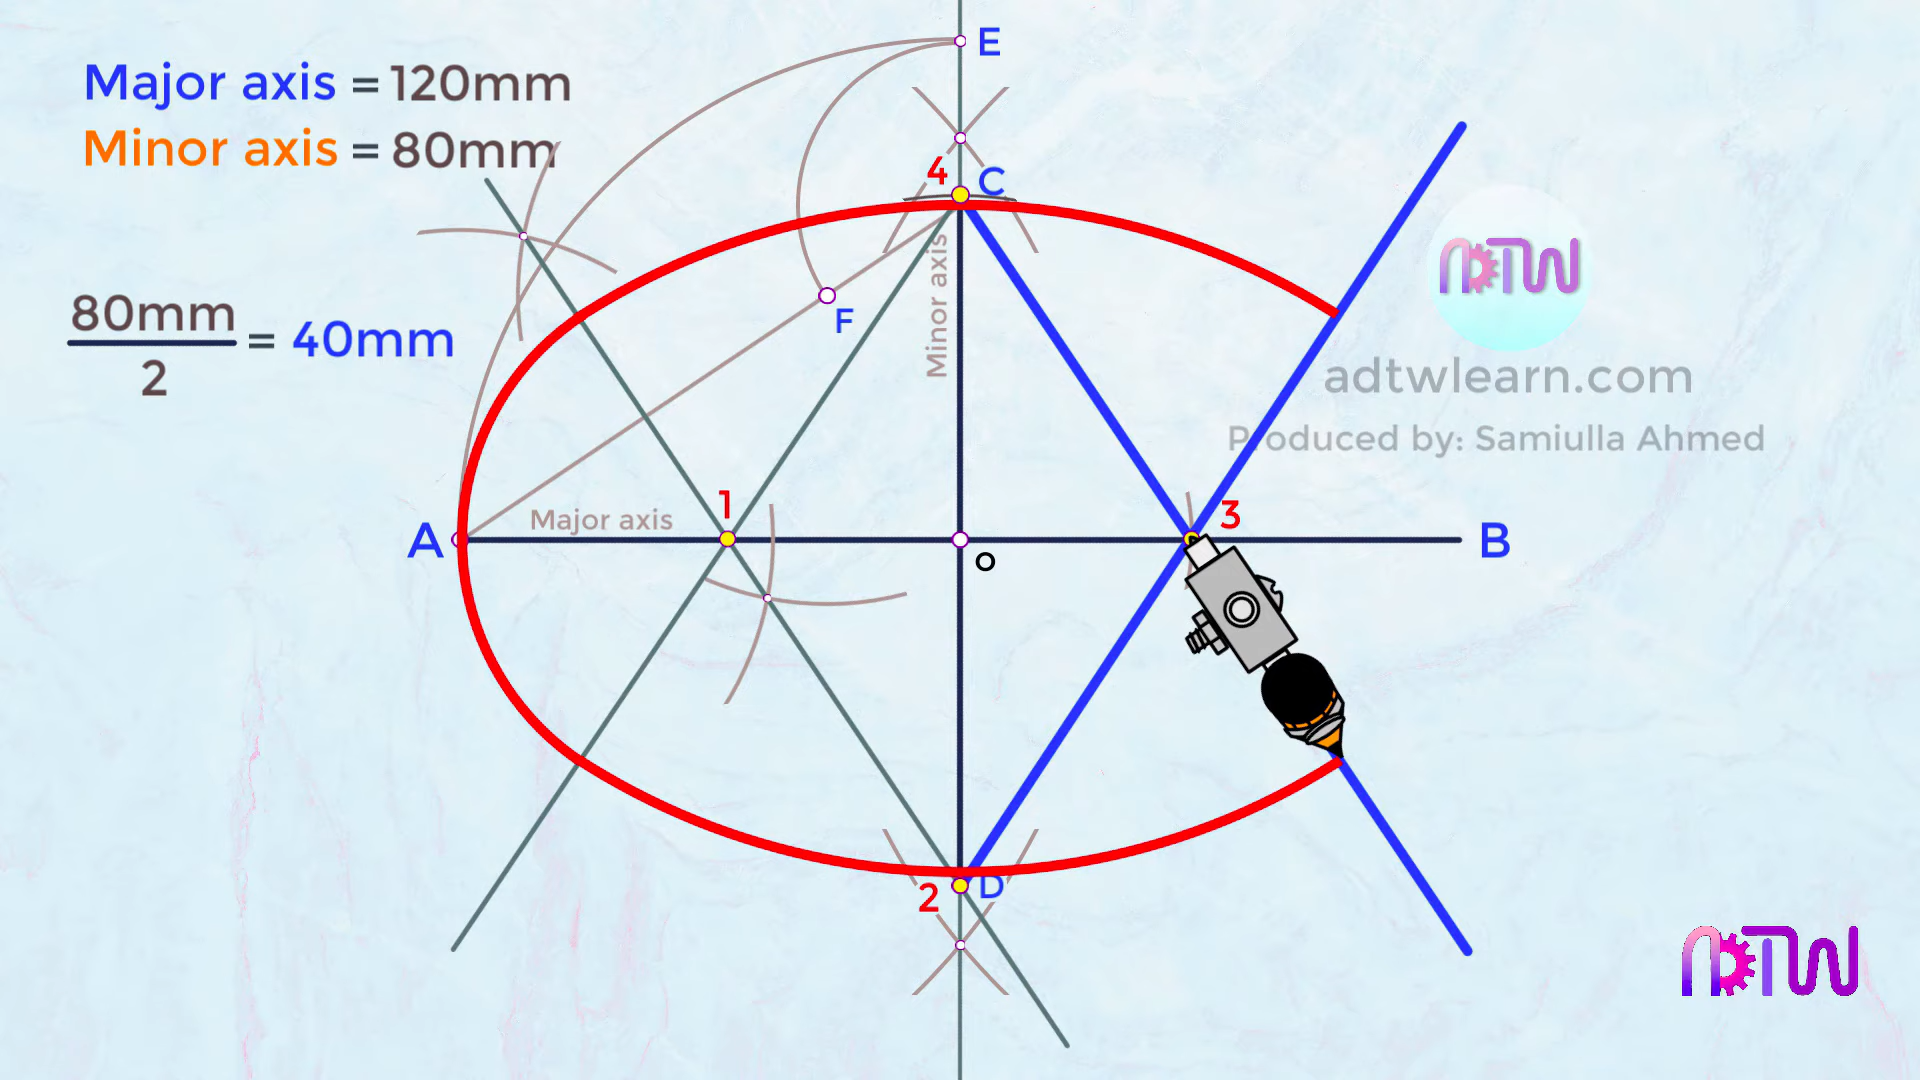 E
Major axis = 120mm
Minor axis = 80mm
4
C
Minor axis
F
80mm
2
= 40mm
adtwlearn.com
Produced by: Samiulla Ahmed
1
3
Major axis
A
B
O
2
D